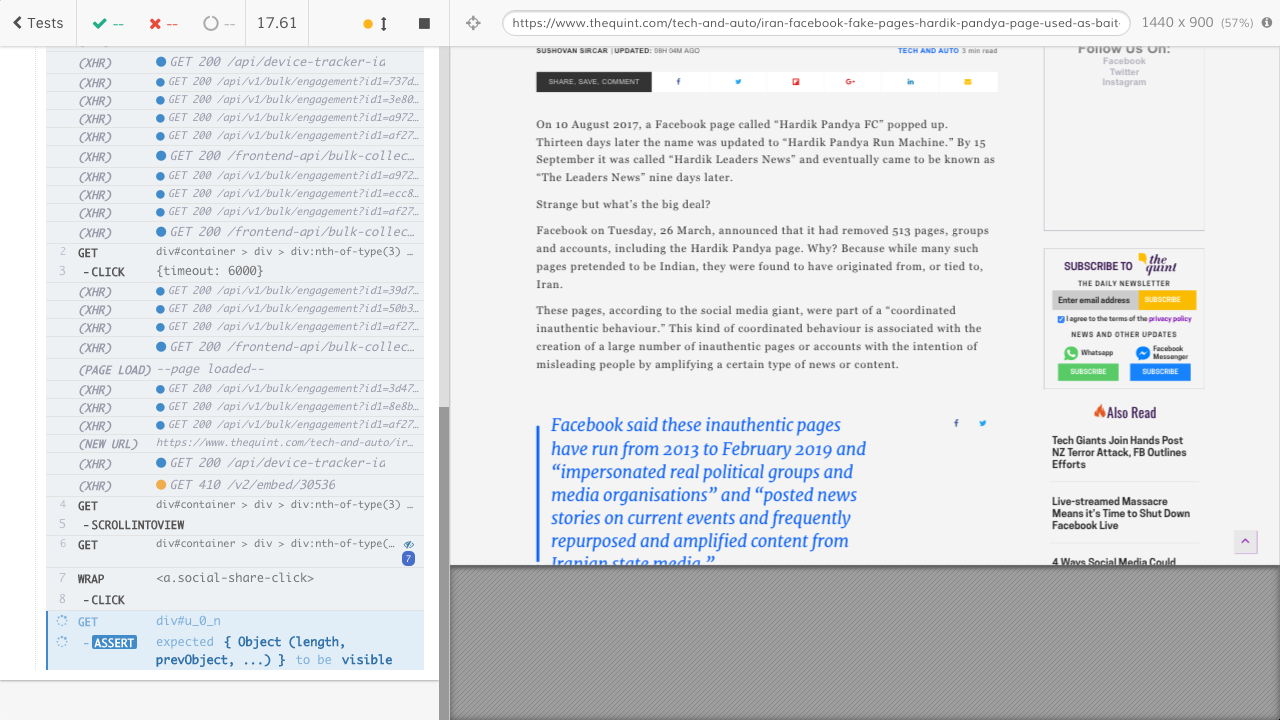 Tests
--
--
--
17.61
https://www.thequint.com/tech-and-auto/iran-facebook-fake-pages-hardik-pandya-page-used-as-bait-
1440 x 900 (57%)
(XHR) GET 200 /api/device-tracker-id
(XHR) GET 200 /api/v1/bulk/engagement?id1=273…
(XHR) GET 200 /api/v1/bulk/engagement?id1=3e80…
(XHR) GET 200 /api/v1/bulk/engagement?id1=a972…
(XHR) GET 200 /api/v1/bulk/engagement?id1=af27…
(XHR) GET 200 /frontend-api/bulk-collec…
(XHR) GET 200 /api/v1/bulk/engagement?id1=a972…
(XHR) GET 200 /api/v1/bulk/engagement?id1=ecc8…
(XHR) GET 200 /api/v1/bulk/engagement?id1=af27…
(XHR) GET 200 /frontend-api/bulk-collec…
2 GET div#container > div > div:nth-of-type(3) …
3 - CLICK {timeout: 6000}
(XHR) GET 200 /api/v1/bulk/engagement?id1=39d3…
(XHR) GET 200 /api/v1/bulk/engagement?id1=
(XHR) GET 200 /api/v1/bulk/engagement?id1=af27…
(XHR) GET 200 /frontend-api/bulk-collec…
(PAGE LOAD) --page loaded--
(XHR) GET 200 /api/v1/bulk/engagement?id1=a972…
(XHR) GET 200 /api/v1/bulk/engagement?id1=8e8b…
(XHR) GET 200 /api/v1/bulk/engagement?id1=af27…
(NEW URL) https://www.thequint.com/tech-and-auto/ir…
(XHR) GET 200 /api/device-tracker-id
(XHR) GET 410 /v2/embed/30536
4 GET div#container > div > div:nth-of-type(3) …
5 - SCROLLINTOVIEW
6 GET div#container > div > div:nth-of-type(…
7
7 WRAP <a.social-share-click>
8 - CLICK
GET div#u_0_n
- ASSERT expected { Object (length,
prevObject, ...) } to be visible
SUSHOVAN SIRCAR | UPDATED: 08H 04M AGO
TECH AND AUTO 3 min read
SHARE, SAVE, COMMENT
On 10 August 2017, a Facebook page called “Hardik Pandya FC” popped up.
Thirteen days later the name was updated to “Hardik Pandya Run Machine.” By 15
September it was called “Hardik Leaders News” and eventually came to be known as
“The Leaders News” nine days later.
Strange but what’s the big deal?
Facebook on Tuesday, 26 March, announced that it had removed 513 pages, groups
and accounts, including the Hardik Pandya page. Why? Because while many such
pages pretended to be Indian, they were found to have originated from, or tied to,
Iran.
These pages, according to the social media giant, were part of a “coordinated
inauthentic behaviour.” This kind of coordinated behaviour is associated with the
creation of a large number of inauthentic pages or accounts with the intention of
misleading people by amplifying a certain type of news or content.
Facebook said these inauthentic pages
have run from 2013 to February 2019 and
“impersonated real political groups and
media organisations” and “posted news
stories on current events and frequently
repurposed and amplified content from
Iranian state media.”
Follow Us On:
Facebook
Twitter
Instagram
SUBSCRIBE TO the quint
THE DAILY NEWSLETTER
Enter email address SUBSCRIBE
I agree to the terms of the privacy policy
NEWS AND OTHER UPDATES
Whatsapp
Facebook Messenger
SUBSCRIBE SUBSCRIBE
Also Read
Tech Giants Join Hands Post
NZ Terror Attack, FB Outlines
Efforts
Live-streamed Massacre
Means it's Time to Shut Down
Facebook Live
4 Ways Social Media Could